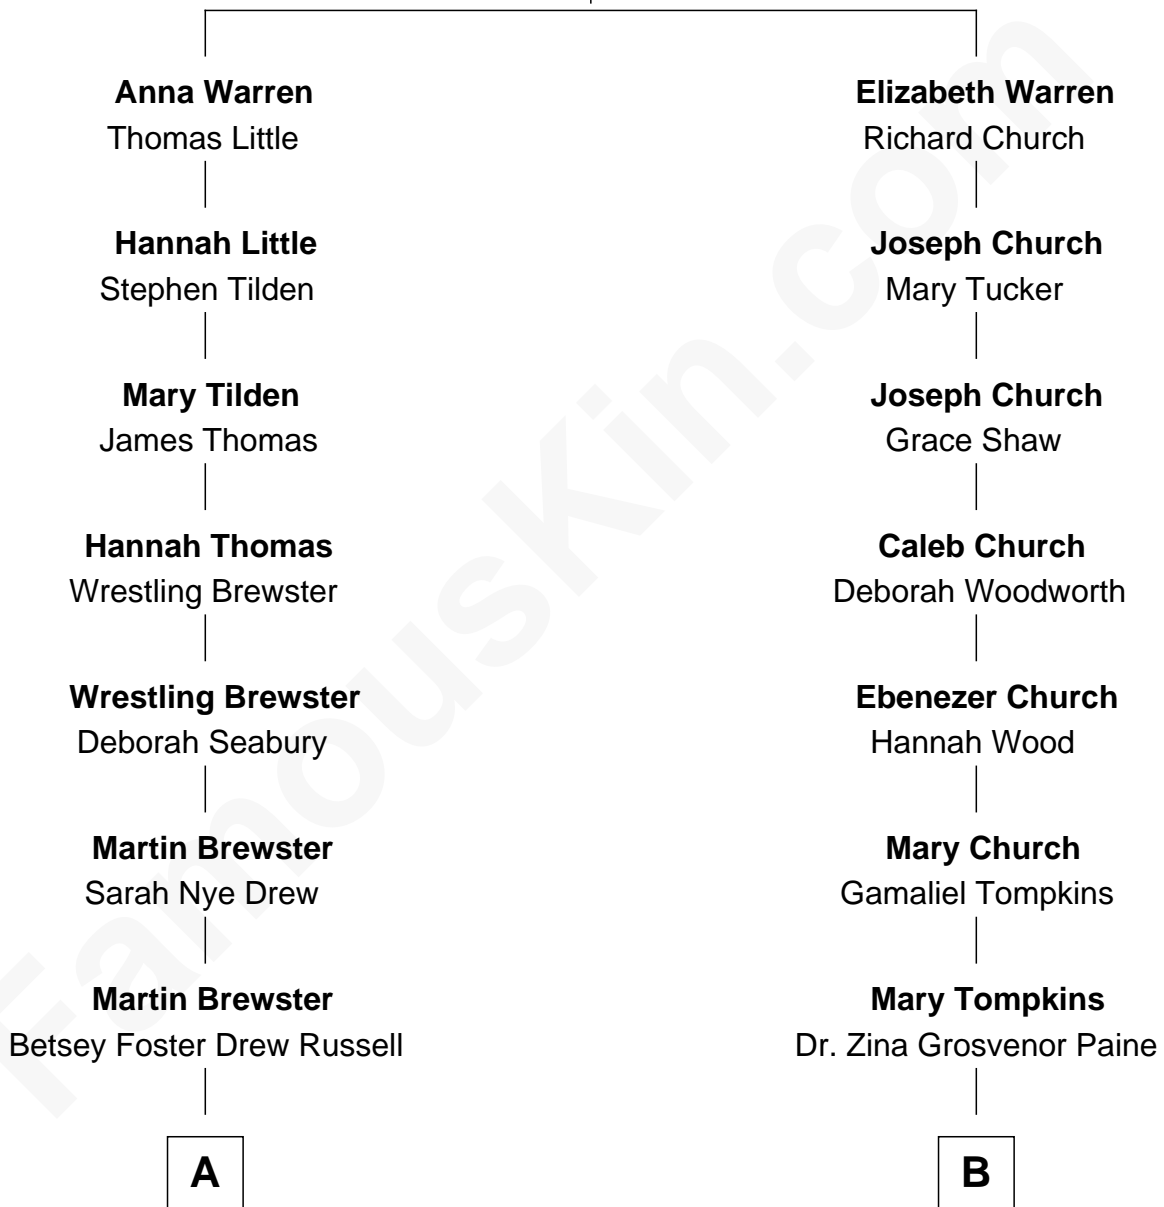 Anna Warren
Thomas Little
Elizabeth Warren
Richard Church
Hannah Little
Stephen Tilden
Joseph Church
Mary Tucker
Mary Tilden
James Thomas
Joseph Church
Grace Shaw
Hannah Thomas
Wrestling Brewster
Caleb Church
Deborah Woodworth
Wrestling Brewster
Deborah Seabury
Ebenezer Church
Hannah Wood
Martin Brewster
Sarah Nye Drew
Mary Church
Gamaliel Tompkins
Martin Brewster
Betsey Foster Drew Russell
Mary Tompkins
Dr. Zina Grosvenor Paine
A
B
FamousKin.com